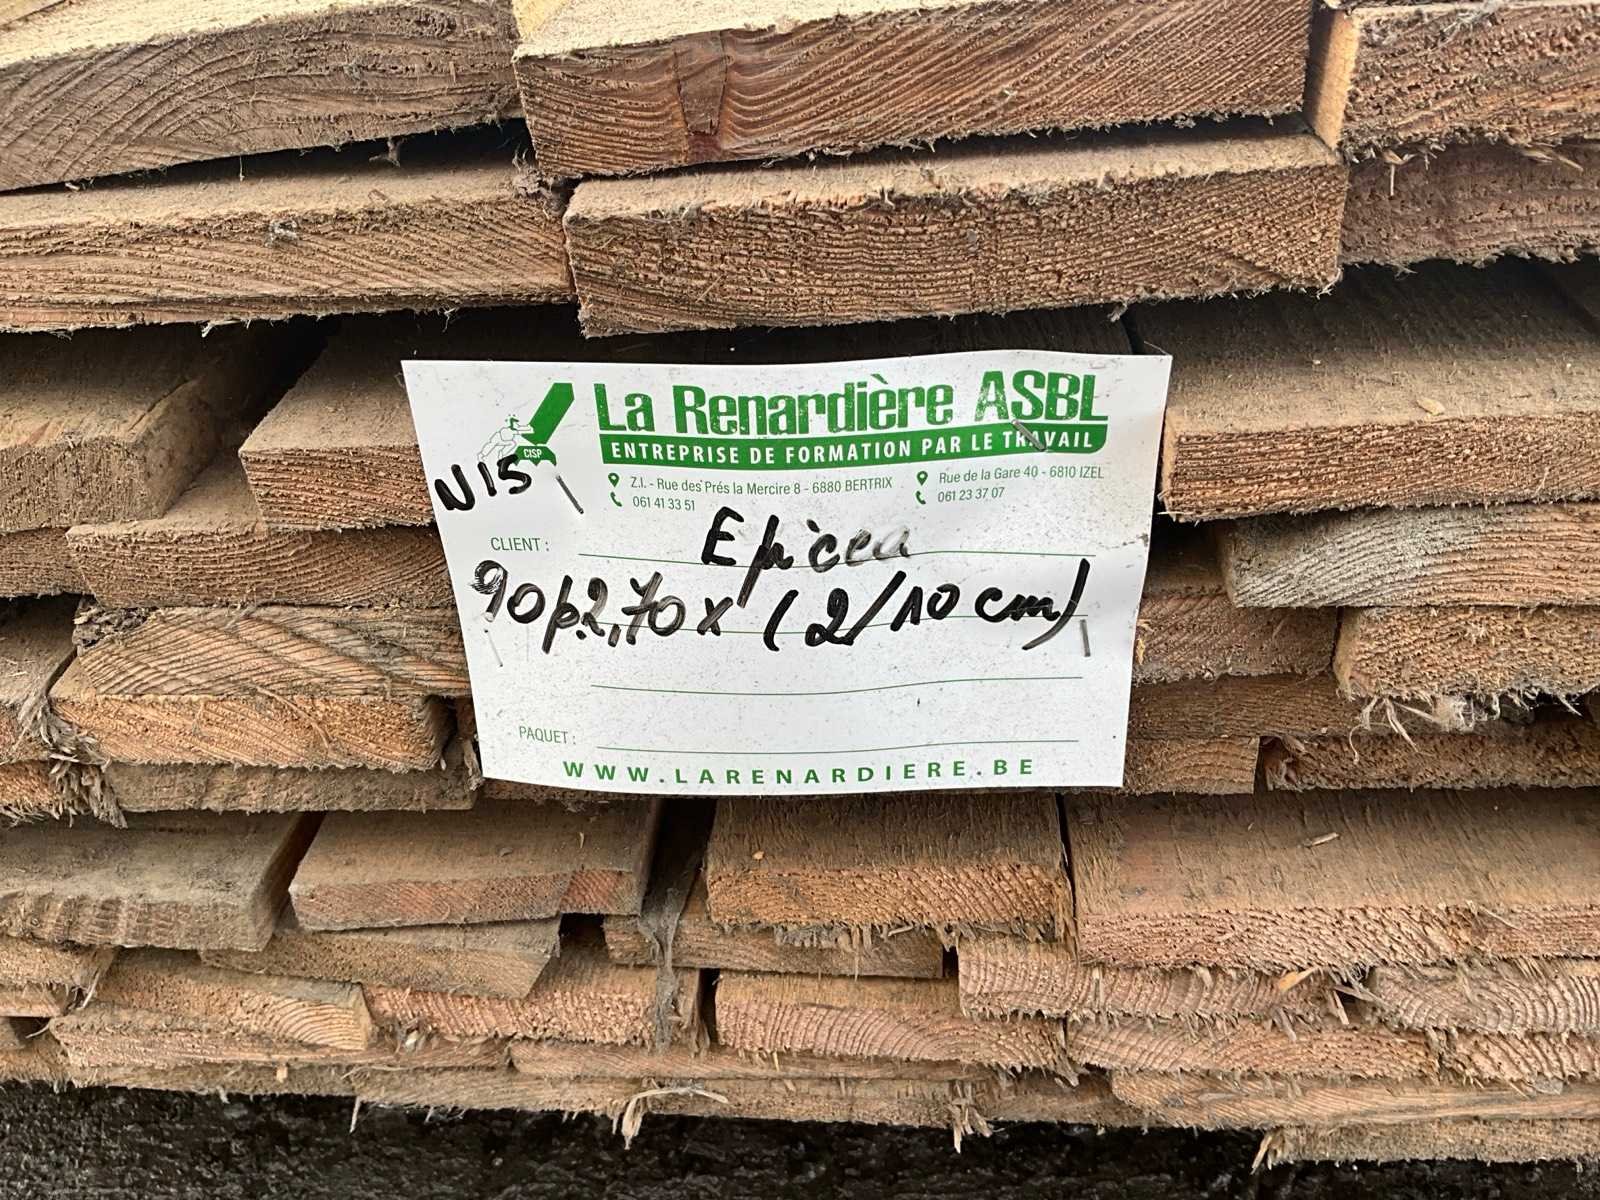 La Renardière ASBL
ENTREPRISE DE FORMATION PAR LE TRAVAIL
CISP
Z.I. - Rue des Prés la Mercire 8 - 6880 BERTRIX
061 41 33 51
Rue de la Gare 40 - 6810 IZEL
061 23 37 07
N15
CLIENT : Epicea
90p.2,70 x (2/10 cm)
PAQUET :
WWW.LARENARDIERE.BE